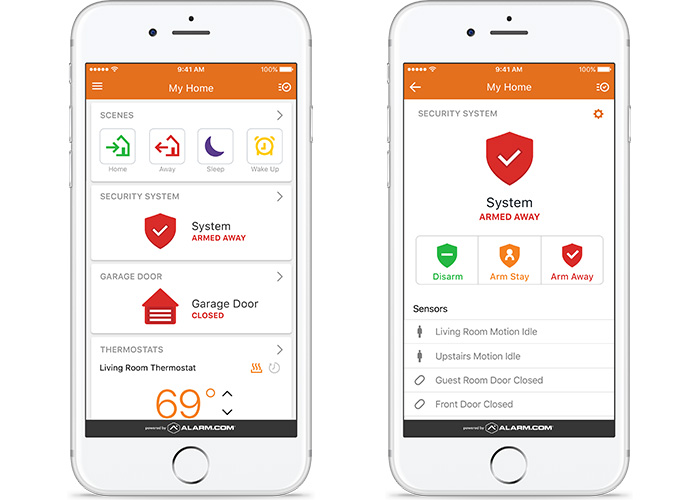 9:41 AM
100%
My Home
SCENES
Home
Away
Sleep
Wake Up
SECURITY SYSTEM
System
ARMED AWAY
GARAGE DOOR
Garage Door
CLOSED
THERMOSTATS
Living Room Thermostat
69°
powered by ALARM.COM
9:41 AM
100%
My Home
SECURITY SYSTEM
System
ARMED AWAY
Disarm
Arm Stay
Arm Away
Sensors
Living Room Motion Idle
Upstairs Motion Idle
Guest Room Door Closed
Front Door Closed
powered by ALARM.COM